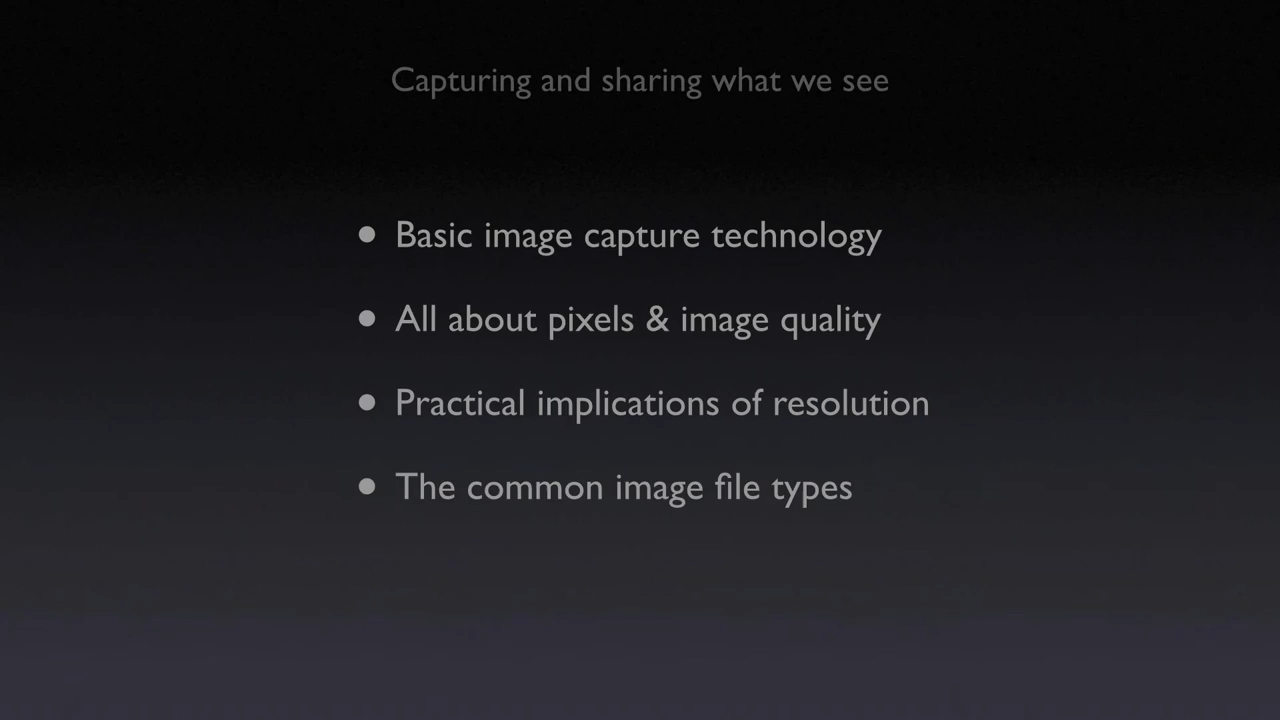 Capturing and sharing what we see
• Basic image capture technology
• All about pixels & image quality
• Practical implications of resolution
• The common image file types